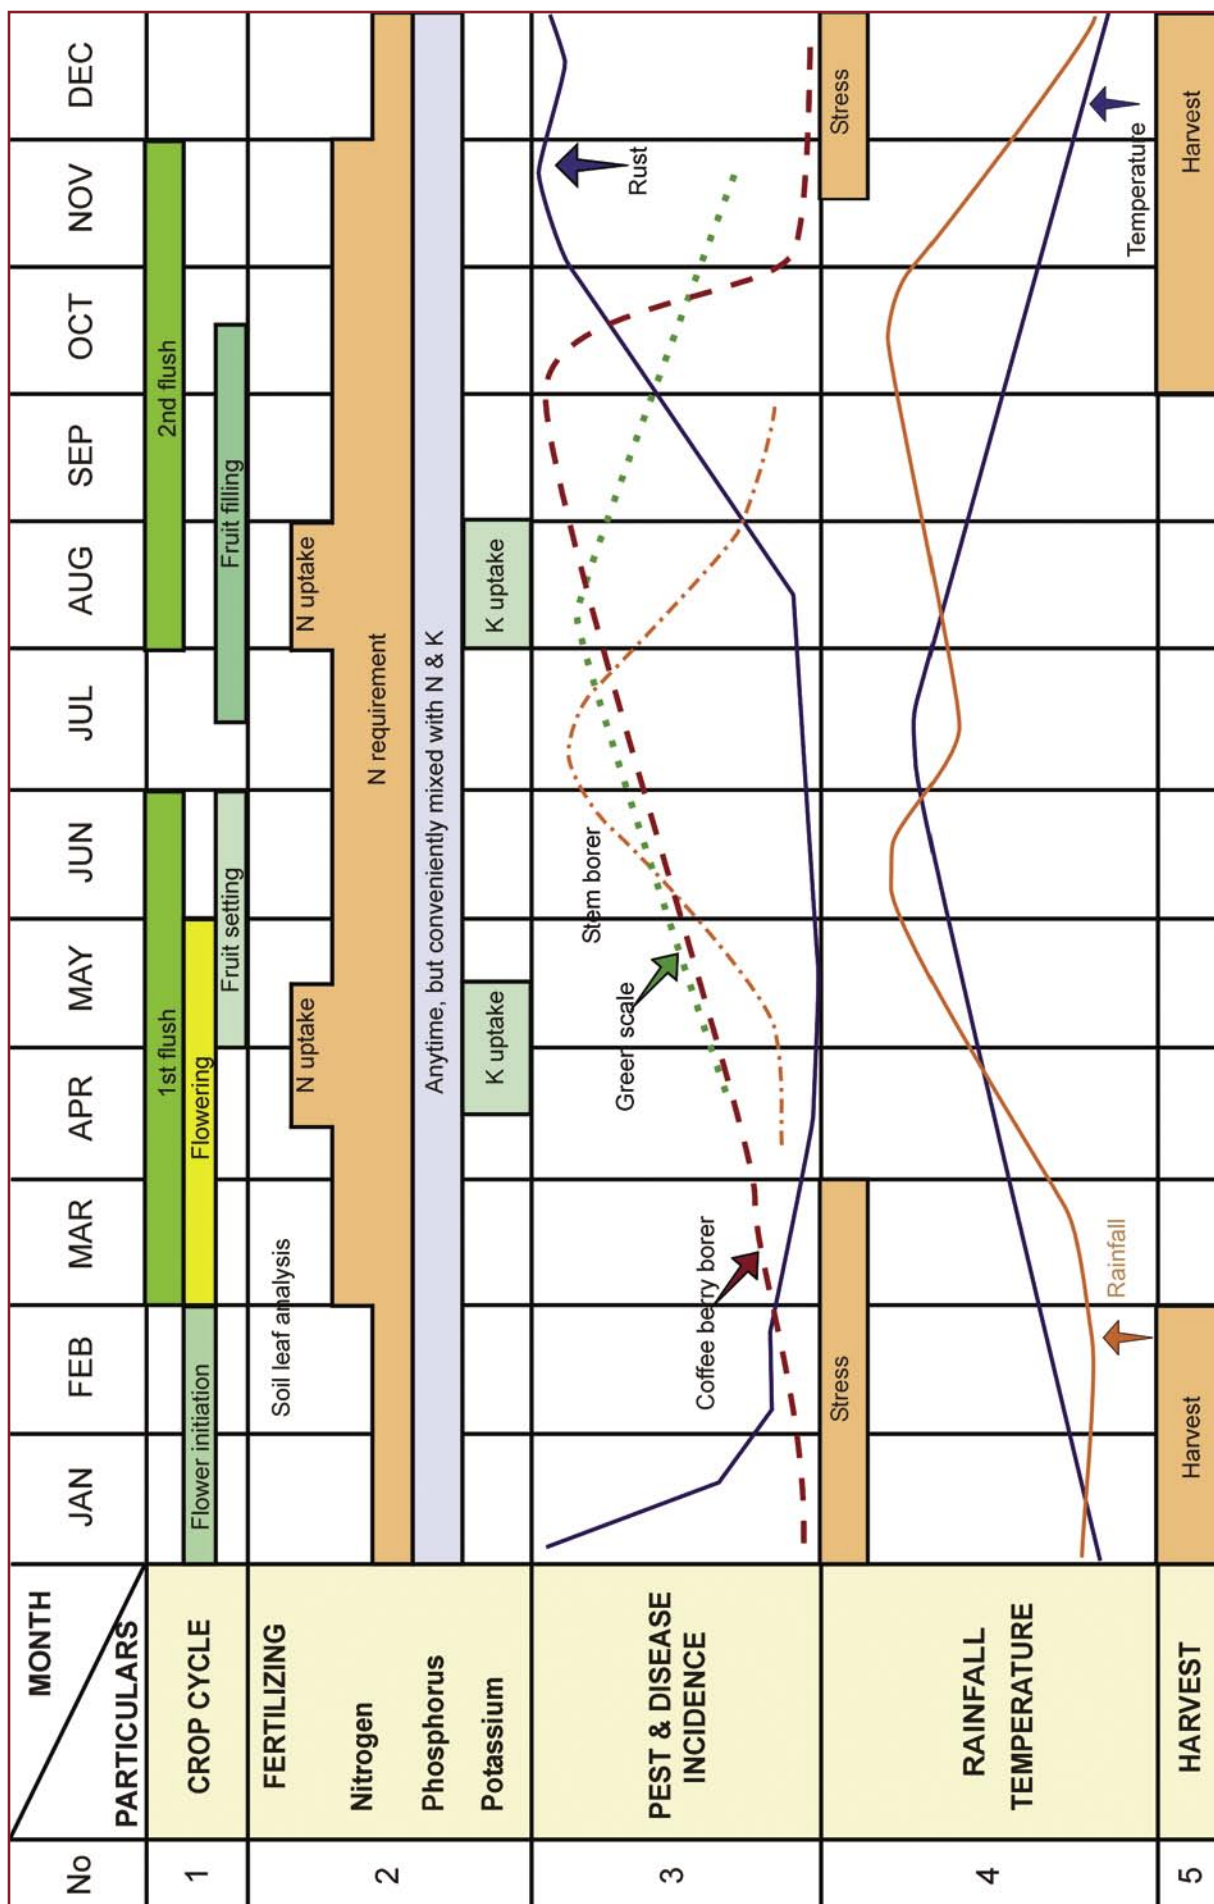 No
MONTH
PARTICULARS
JAN
FEB
MAR
APR
MAY
JUN
JUL
AUG
SEP
OCT
NOV
DEC
1
CROP CYCLE
1st flush
2nd flush
Flower initiation
Flowering
Fruit setting
Fruit filling
2
FERTILIZING
Soil leaf analysis
N uptake
N uptake
Nitrogen
N requirement
Phosphorus
Anytime, but conveniently mixed with N & K
Potassium
K uptake
K uptake
3
PEST & DISEASE
INCIDENCE
Coffee berry borer
Green scale
Stem borer
Rust
4
RAINFALL
TEMPERATURE
Stress
Stress
Rainfall
Temperature
5
HARVEST
Harvest
Harvest